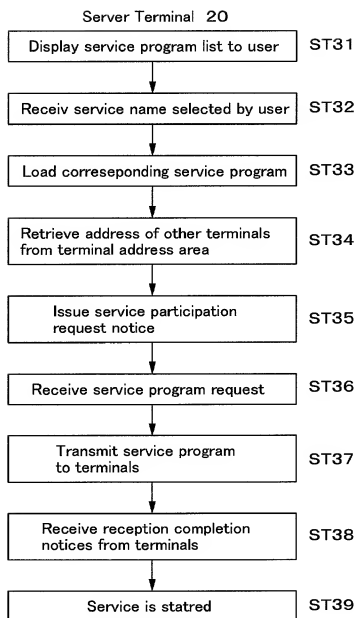 Server Terminal 20
Display service program list to user
ST31
Receiv service name selected by user
ST32
Load correseponding service program
ST33
Retrieve address of other terminals
from terminal address area
ST34
Issue service participation
request notice
ST35
Receive service program request
ST36
Transmit service program
to terminals
ST37
Receive reception completion
notices from terminals
ST38
Service is statred
ST39